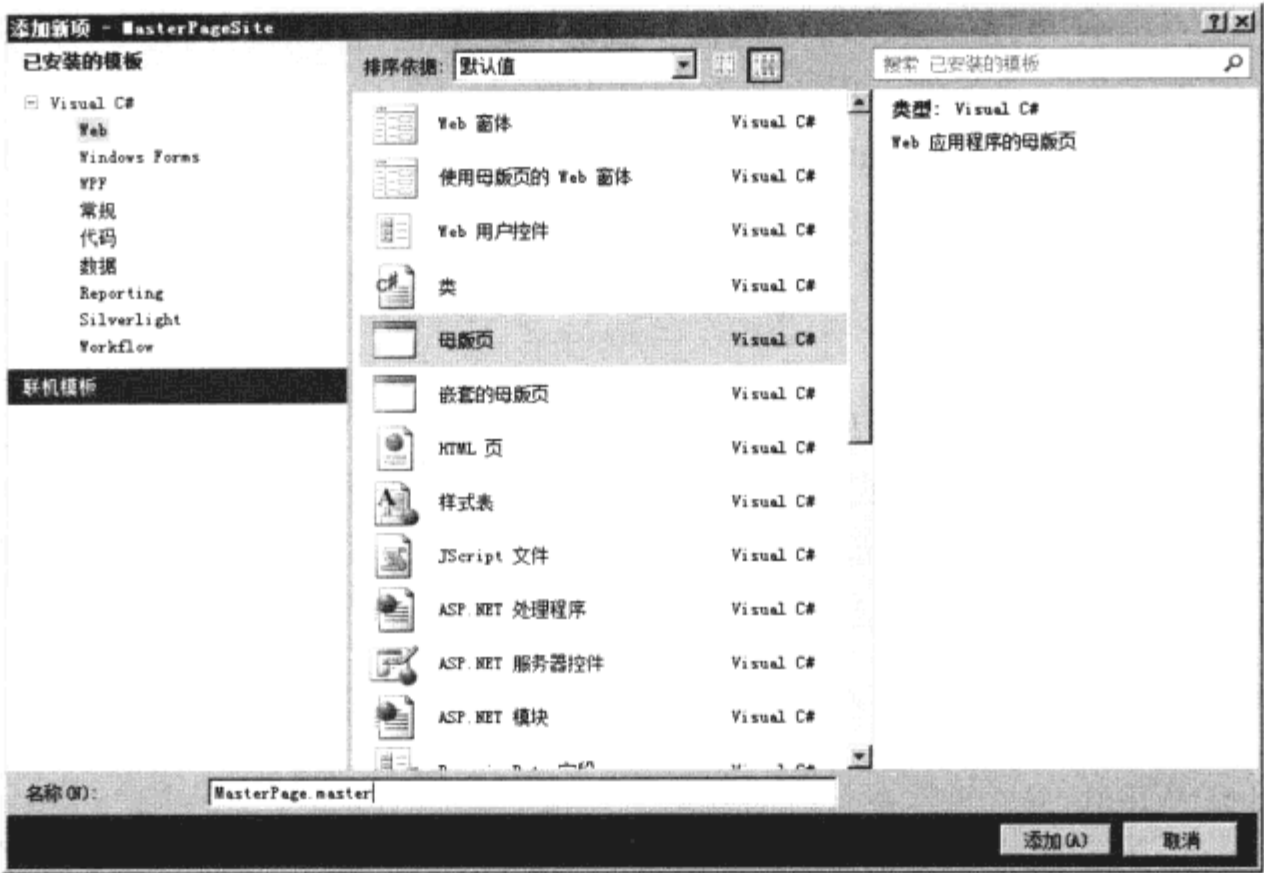 添加新项 - MasterPageSite
已安装的模板
Visual C#
Web
Windows Forms
WPF
常规
代码
数据
Reporting
Silverlight
Workflow
联机模板
排序依据: 默认值
Web 窗体 Visual C#
使用母版页的 Web 窗体 Visual C#
Web 用户控件 Visual C#
类 Visual C#
母版页 Visual C#
嵌套的母版页 Visual C#
HTML 页 Visual C#
样式表 Visual C#
JScript 文件 Visual C#
ASP.NET 处理程序 Visual C#
ASP.NET 服务器控件 Visual C#
ASP.NET 模块 Visual C#
搜索 已安装的模板
类型: Visual C#
Web 应用程序的母版页
名称(N): MasterPage.master
添加(A) 取消